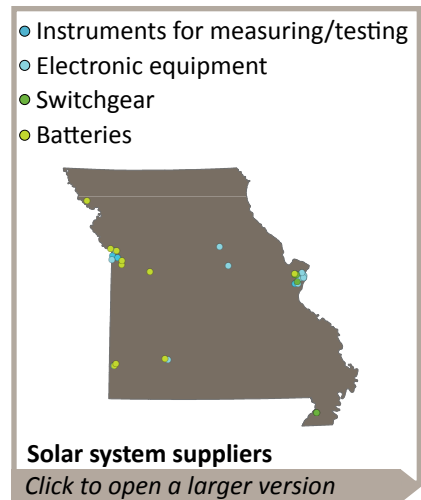 Instruments for measuring/testing
Electronic equipment
Switchgear
Batteries
Solar system suppliers
Click to open a larger version